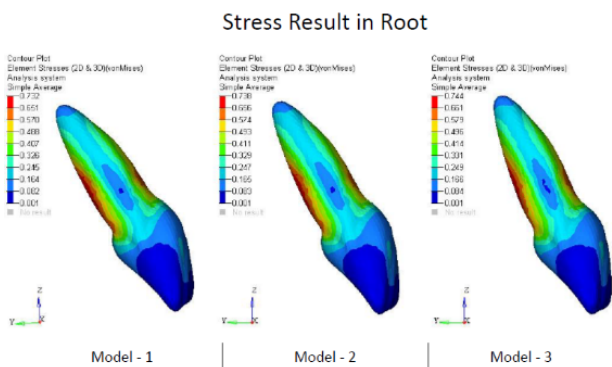 Stress Result in Root
Contour Plot
Element Stresses (2D & 3D)(vonMises)
Analysis system
Simple Average
0.732
0.651
0.570
0.488
0.407
0.326
0.245
0.164
0.082
0.001
No result
Z
Y
X
Model - 1
Contour Plot
Element Stresses (2D & 3D)(vonMises)
Analysis system
Simple Average
0.738
0.656
0.574
0.493
0.411
0.329
0.247
0.165
0.083
0.001
No result
Z
Y
X
Model - 2
Contour Plot
Element Stresses (2D & 3D)(vonMises)
Analysis system
Simple Average
0.744
0.661
0.579
0.496
0.414
0.331
0.249
0.166
0.084
0.001
No result
Z
Y
X
Model - 3